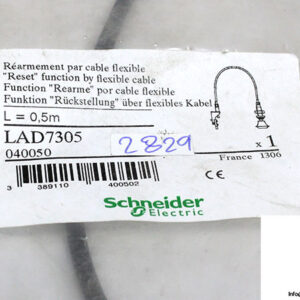 Réarmement par cable flexible
"Reset" function by flexible cable
Function "Rearme" por cable flexible
Funktion "Rückstellung" über flexibles Kabel
L = 0,5m
LAD7305
040050
2829
x 1
France 1306
3 389110 400502
CE
Schneider
Electric